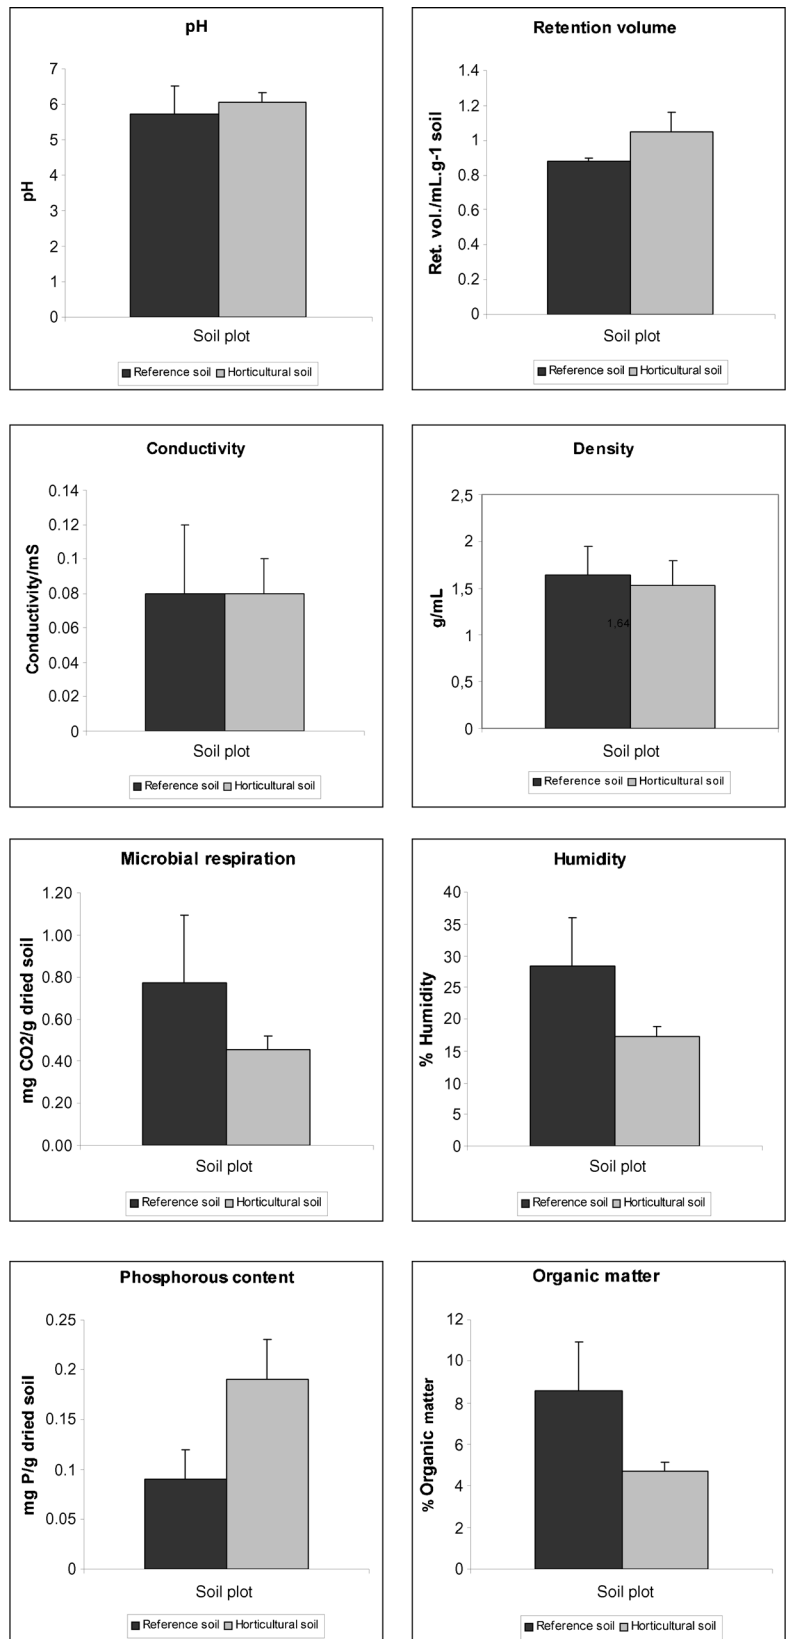 pH
7
6
5
4
3
2
1
0
pH
Soil plot
Reference soil Horticultural soil
Retention volume
1.4
1.2
1
0.8
0.6
0.4
0.2
0
Ret. vol./mL.g-1 soil
Soil plot
Reference soil Horticultural soil
Conductivity
0.14
0.12
0.1
0.08
0.06
0.04
0.02
0
Conductivity/mS
Soil plot
Reference soil Horticultural soil
Density
2,5
2
1,5
1
0,5
0
g/mL
1,64
Soil plot
Reference soil Horticultural soil
Microbial respiration
1.20
1.00
0.80
0.60
0.40
0.20
0.00
mg CO2/g dried soil
Soil plot
Reference soil Horticultural soil
Humidity
40
35
30
25
20
15
10
5
0
% Humidity
Soil plot
Reference soil Horticultural soil
Phosphorous content
0.25
0.2
0.15
0.1
0.05
0
mg P/g dried soil
Soil plot
Reference soil Horticultural soil
Organic matter
12
10
8
6
4
2
0
% Organic matter
Soil plot
Reference soil Horticultural soil